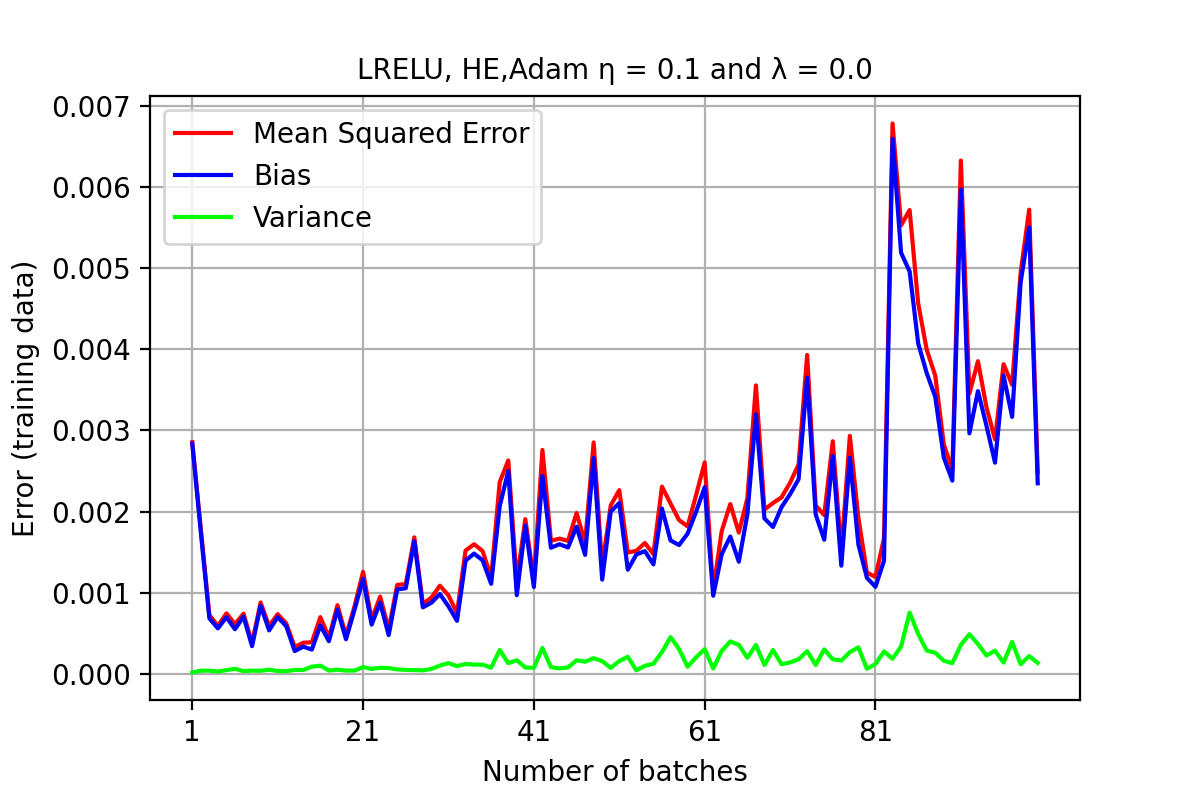 LRELU, HE,Adam η = 0.1 and λ = 0.0
0.007
0.006
0.005
0.004
0.003
0.002
0.001
0.000
Error (training data)
Mean Squared Error
Bias
Variance
1
21
41
61
81
Number of batches